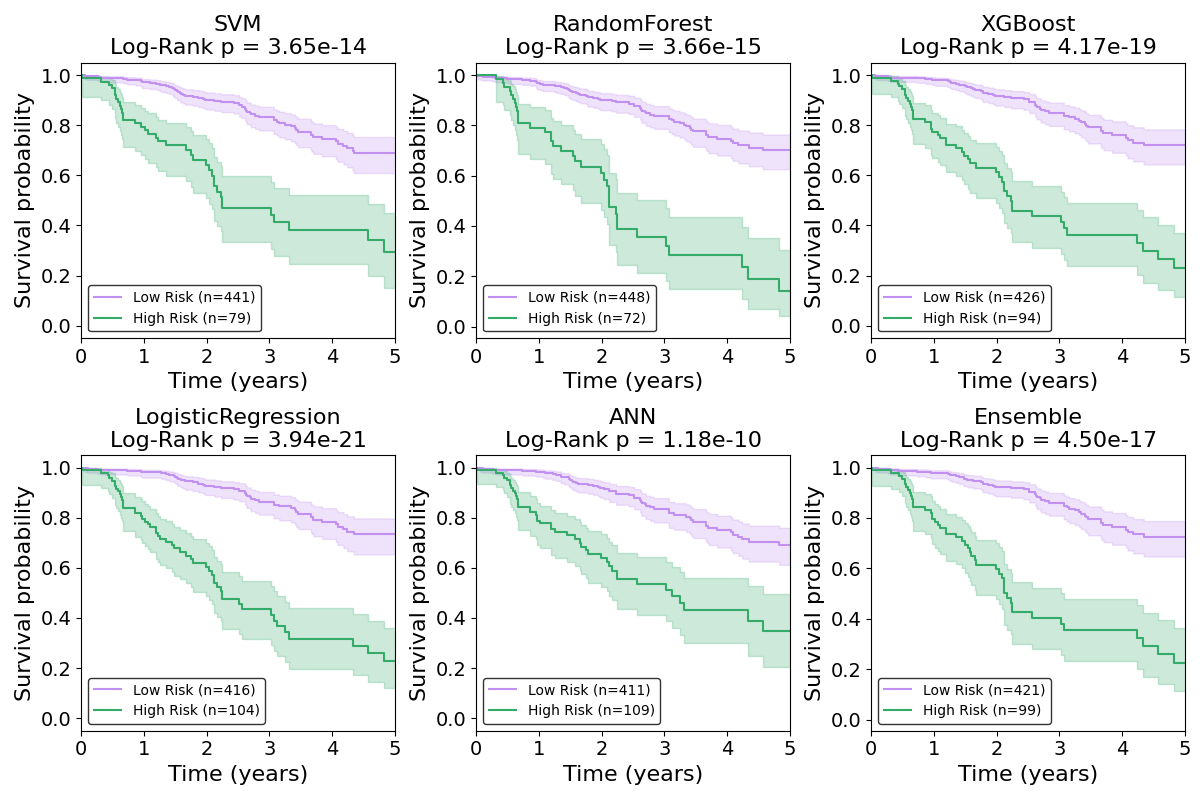 SVM
Log-Rank p = 3.65e-14
Survival probability
1.0
0.8
0.6
0.4
0.2
0.0
Low Risk (n=441)
High Risk (n=79)
0 1 2 3 4 5
Time (years)
RandomForest
Log-Rank p = 3.66e-15
Survival probability
1.0
0.8
0.6
0.4
0.2
0.0
Low Risk (n=448)
High Risk (n=72)
0 1 2 3 4 5
Time (years)
XGBoost
Log-Rank p = 4.17e-19
Survival probability
1.0
0.8
0.6
0.4
0.2
0.0
Low Risk (n=426)
High Risk (n=94)
0 1 2 3 4 5
Time (years)
LogisticRegression
Log-Rank p = 3.94e-21
Survival probability
1.0
0.8
0.6
0.4
0.2
0.0
Low Risk (n=416)
High Risk (n=104)
0 1 2 3 4 5
Time (years)
ANN
Log-Rank p = 1.18e-10
Survival probability
1.0
0.8
0.6
0.4
0.2
0.0
Low Risk (n=411)
High Risk (n=109)
0 1 2 3 4 5
Time (years)
Ensemble
Log-Rank p = 4.50e-17
Survival probability
1.0
0.8
0.6
0.4
0.2
0.0
Low Risk (n=421)
High Risk (n=99)
0 1 2 3 4 5
Time (years)